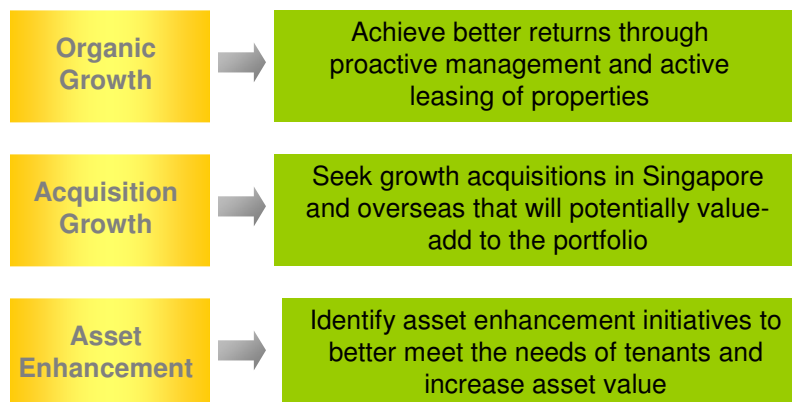 Organic
Growth
Achieve better returns through
proactive management and active
leasing of properties
Acquisition
Growth
Seek growth acquisitions in Singapore
and overseas that will potentially value-
add to the portfolio
Asset
Enhancement
Identify asset enhancement initiatives to
better meet the needs of tenants and
increase asset value